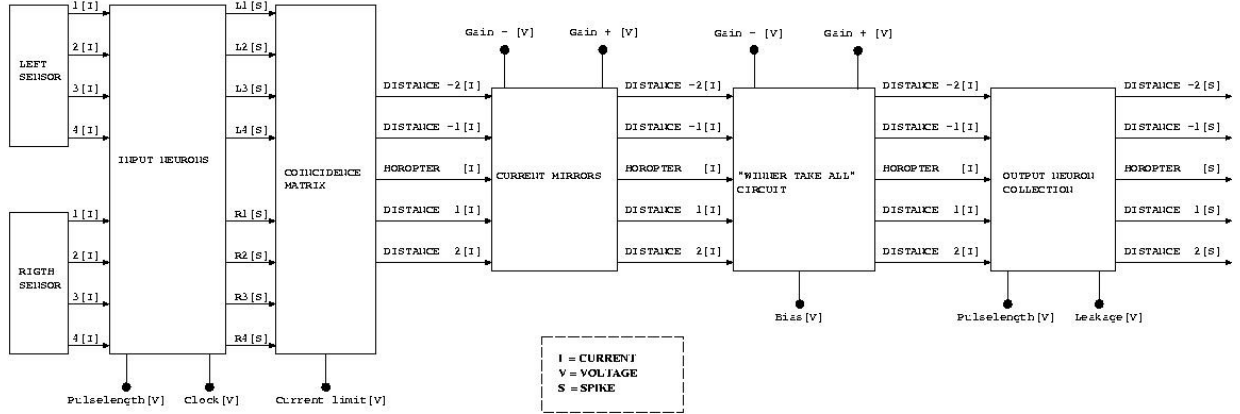 1[I]
2[I]
3[I]
4[I]
LEFT
SENSOR
1[I]
2[I]
3[I]
4[I]
RIGTH
SENSOR
INPUT NEURONS
Pulselength[V]
Clock[V]
L1[S]
L2[S]
L3[S]
L4[S]
R1[S]
R2[S]
R3[S]
R4[S]
COINCIDENCE
MATRIX
Current limit[V]
DISTANCE -2[I]
DISTANCE -1[I]
HOROPTER [I]
DISTANCE 1[I]
DISTANCE 2[I]
Gain - [V]
Gain + [V]
CURRENT MIRRORS
DISTANCE -2[I]
DISTANCE -1[I]
HOROPTER [I]
DISTANCE 1[I]
DISTANCE 2[I]
Gain - [V]
Gain + [V]
"WINNER TAKE ALL"
CIRCUIT
Bias[V]
DISTANCE -2[I]
DISTANCE -1[I]
HOROPTER [I]
DISTANCE 1[I]
DISTANCE 2[I]
OUTPUT NEURON
COLLECTION
Pulselength[V]
Leakage[V]
DISTANCE -2[S]
DISTANCE -1[S]
HOROPTER [S]
DISTANCE 1[S]
DISTANCE 2[S]
I = CURRENT
V = VOLTAGE
S = SPIKE